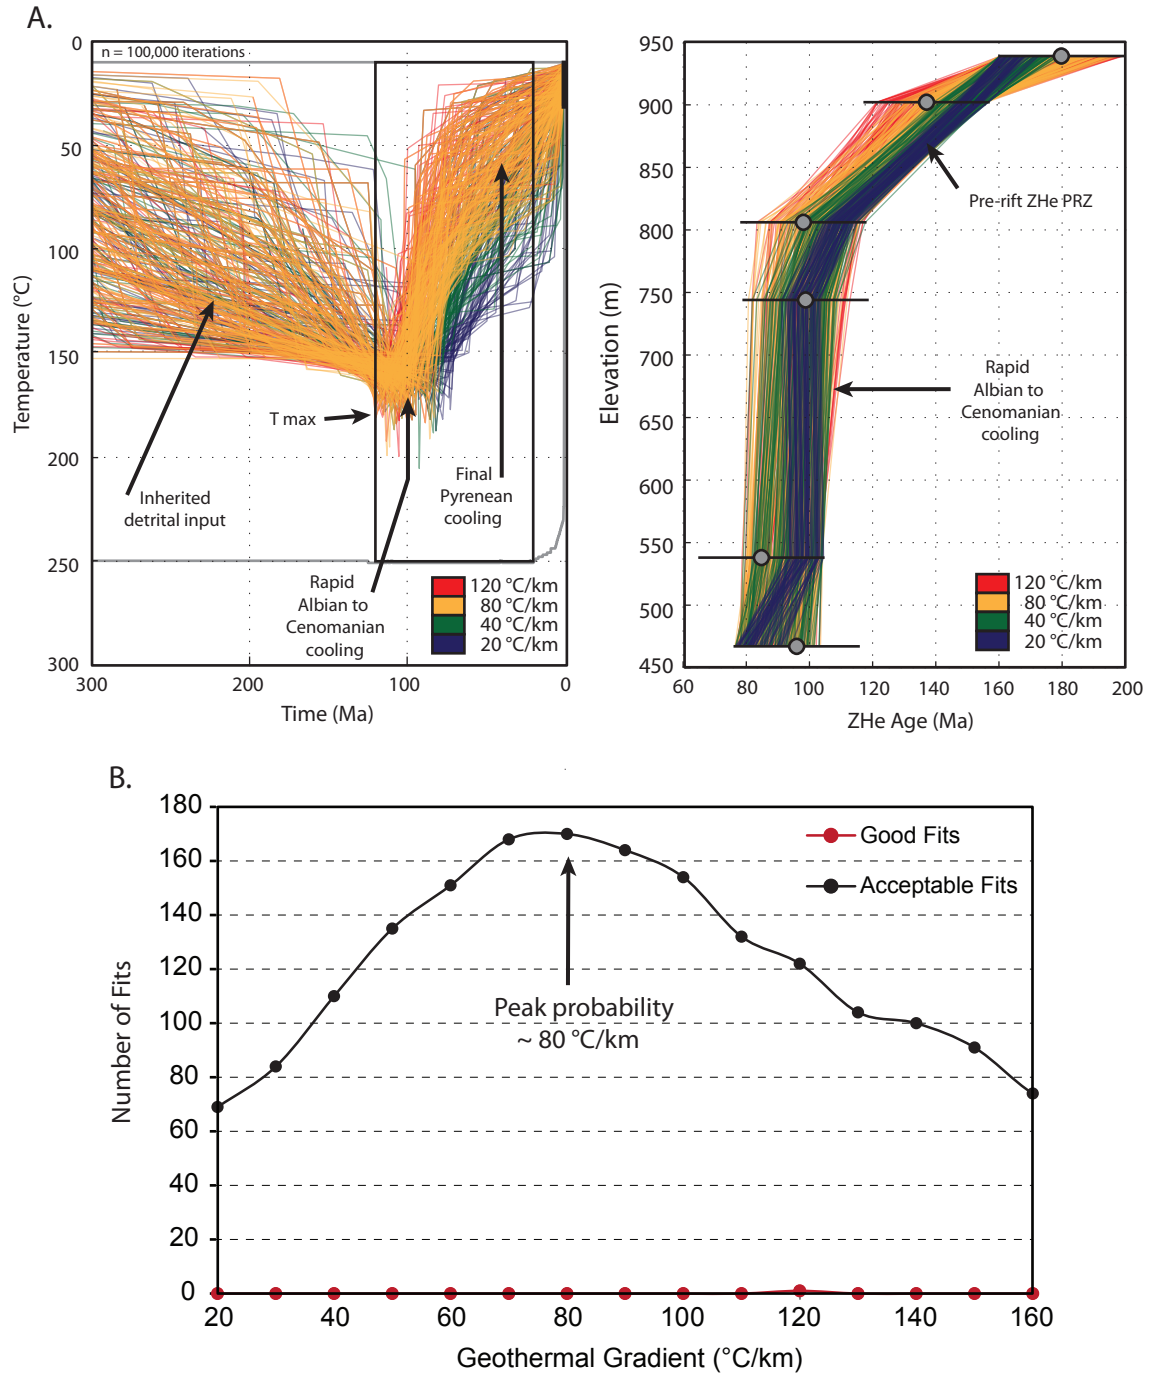 A.
n = 100,000 iterations
0
50
100
150
200
250
300
Temperature (°C)
300
200
100
0
Time (Ma)
T max
Inherited
detrital input
Final
Pyrenean
cooling
Rapid
Albian to
Cenomanian
cooling
120 °C/km
80 °C/km
40 °C/km
20 °C/km
950
900
850
800
750
700
650
600
550
500
450
Elevation (m)
60
80
100
120
140
160
180
200
ZHe Age (Ma)
Pre-rift ZHe PRZ
Rapid
Albian to
Cenomanian
cooling
120 °C/km
80 °C/km
40 °C/km
20 °C/km
B.
180
160
140
120
100
80
60
40
20
0
Number of Fits
Good Fits
Acceptable Fits
Peak probability
~ 80 °C/km
20
40
60
80
100
120
140
160
Geothermal Gradient (°C/km)